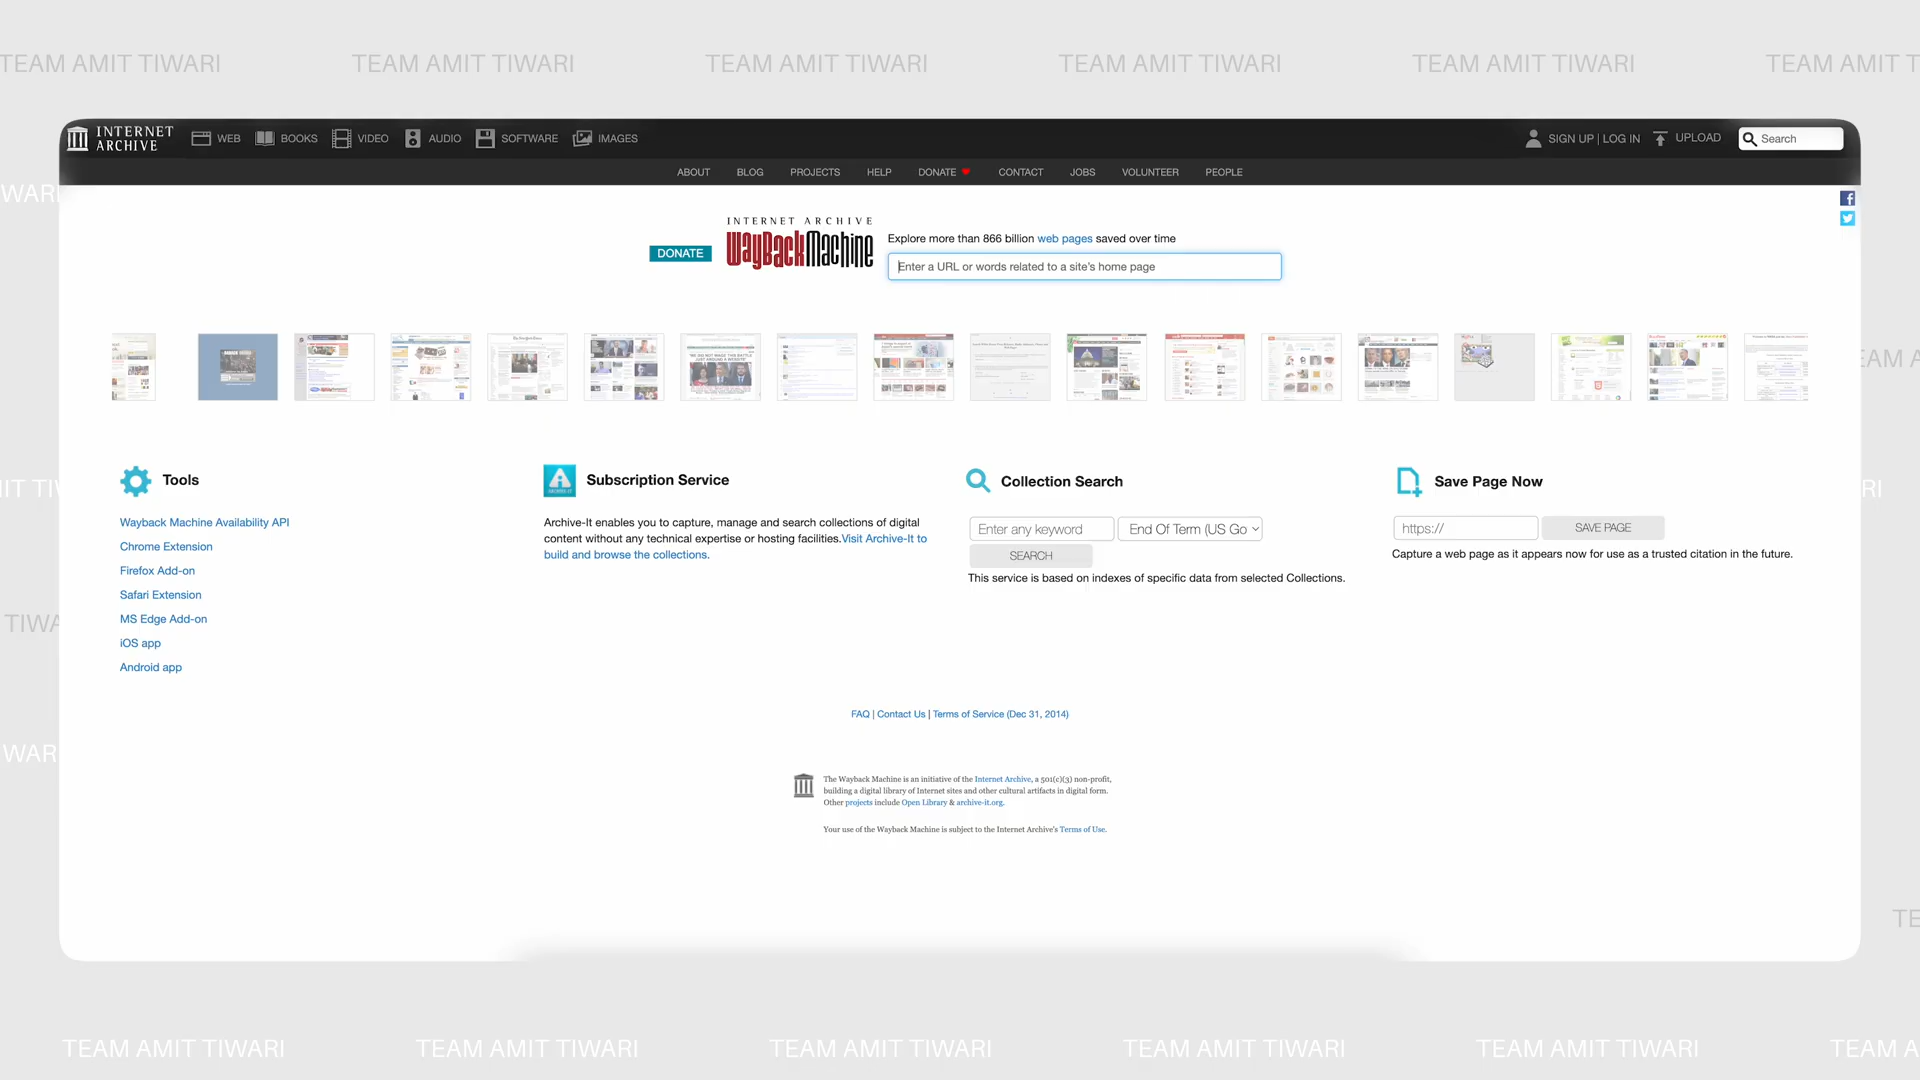 TEAM AMIT TIWARI TEAM AMIT TIWARI TEAM AMIT TIWARI TEAM AMIT TIWARI TEAM AMIT TIWARI TEAM AMIT T
INTERNET ARCHIVE WEB BOOKS VIDEO AUDIO SOFTWARE IMAGES SIGN UP | LOG IN UPLOAD Search
ABOUT BLOG PROJECTS HELP DONATE CONTACT JOBS VOLUNTEER PEOPLE
INTERNET ARCHIVE
DONATE WayBackMachine
Explore more than 866 billion web pages saved over time
Enter a URL or words related to a site's home page
Tools
Wayback Machine Availability API
Chrome Extension
Firefox Add-on
Safari Extension
MS Edge Add-on
iOS app
Android app
Subscription Service
Archive-It enables you to capture, manage and search collections of digital
content without any technical expertise or hosting facilities.Visit Archive-It to
build and browse the collections.
Collection Search
Enter any keyword End Of Term (US Go
SEARCH
This service is based on indexes of specific data from selected Collections.
Save Page Now
https:// SAVE PAGE
Capture a web page as it appears now for use as a trusted citation in the future.
FAQ | Contact Us | Terms of Service (Dec 31, 2014)
The Wayback Machine is an initiative of the Internet Archive, a 501(c)(3) non-profit,
building a digital library of Internet sites and other cultural artifacts in digital form.
Other projects include Open Library & archive-it.org.
Your use of the Wayback Machine is subject to the Internet Archive's Terms of Use.
TEAM AMIT TIWARI TEAM AMIT TIWARI TEAM AMIT TIWARI TEAM AMIT TIWARI TEAM AMIT TIWARI TEAM A